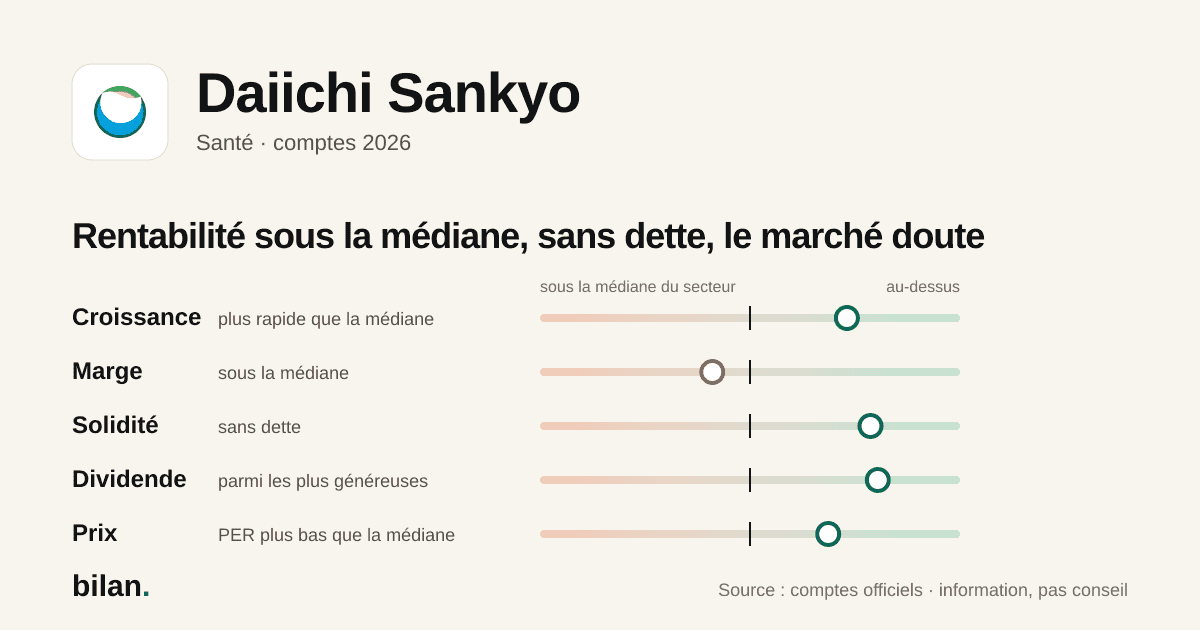 Daiichi Sankyo
Santé · comptes 2026
Rentabilité sous la médiane, sans dette, le marché doute
sous la médiane du secteur au-dessus
Croissance plus rapide que la médiane
Marge sous la médiane
Solidité sans dette
Dividende parmi les plus généreuses
Prix PER plus bas que la médiane
bilan.
Source : comptes officiels · information, pas conseil